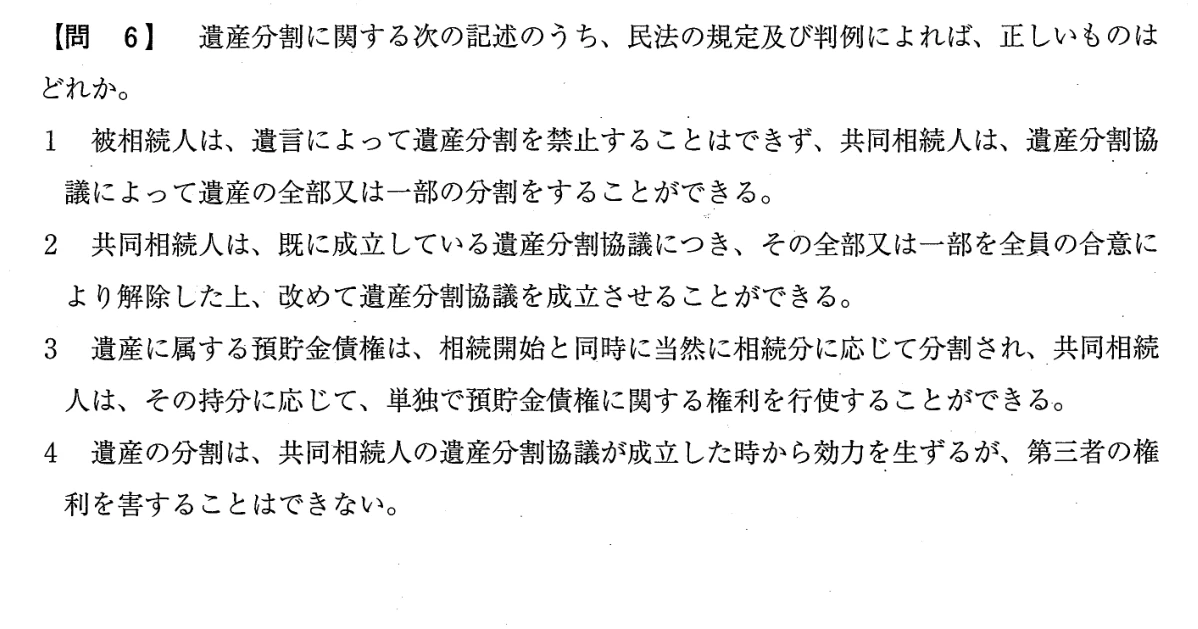 【問　6】　遺産分割に関する次の記述のうち、民法の規定及び判例によれば、正しいものは
どれか。
1　被相続人は、遺言によって遺産分割を禁止することはできず、共同相続人は、遺産分割協
議によって遺産の全部又は一部の分割をすることができる。
2　共同相続人は、既に成立している遺産分割協議につき、その全部又は一部を全員の合意に
より解除した上、改めて遺産分割協議を成立させることができる。
3　遺産に属する預貯金債権は、相続開始と同時に当然に相続分に応じて分割され、共同相続
人は、その持分に応じて、単独で預貯金債権に関する権利を行使することができる。
4　遺産の分割は、共同相続人の遺産分割協議が成立した時から効力を生ずるが、第三者の権
利を害することはできない。